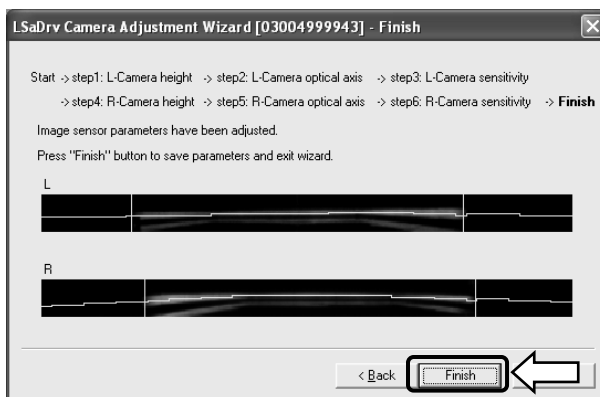 LSaDrv Camera Adjustment Wizard [03004999943] - Finish
Start -> step1: L-Camera height -> step2: L-Camera optical axis -> step3: L-Camera sensitivity
-> step4: R-Camera height -> step5: R-Camera optical axis -> step6: R-Camera sensitivity -> Finish
Image sensor parameters have been adjusted.
Press "Finish" button to save parameters and exit wizard.
L
R
< Back Finish